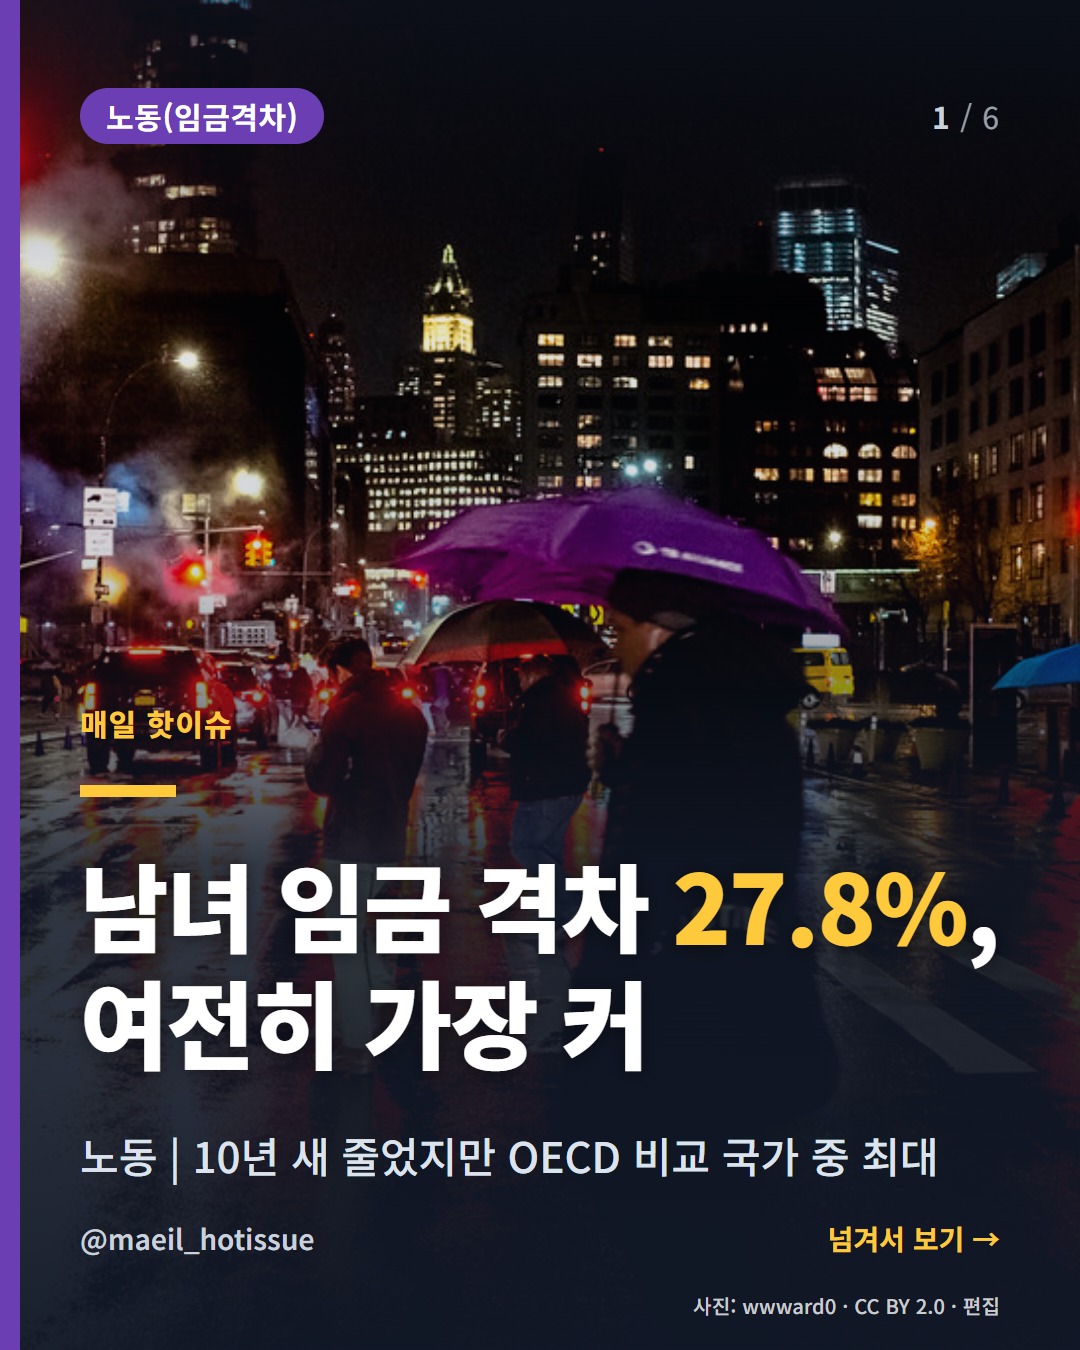 노동(임금격차)
1 / 6
매일 핫이슈
남녀 임금 격차 27.8%,
여전히 가장 커
노동 | 10년 새 줄었지만 OECD 비교 국가 중 최대
@maeil_hotissue
넘겨서 보기 →
사진: wwward0 · CC BY 2.0 · 편집